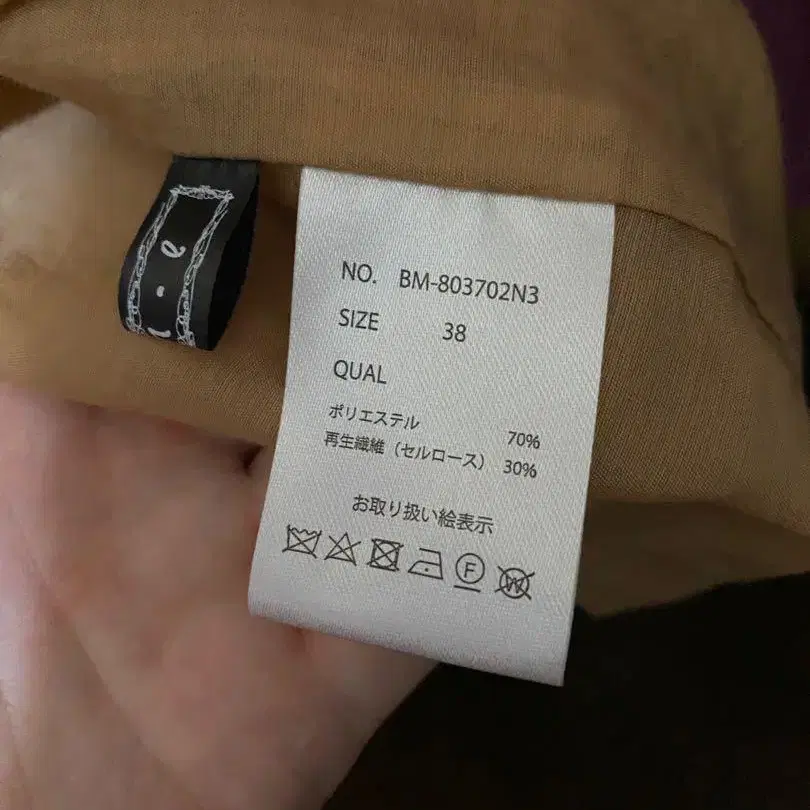 NO. BM-803702N3
SIZE 38
QUAL
ポリエステル 70%
再生繊維（セルロース） 30%
お取り扱い絵表示
F
W